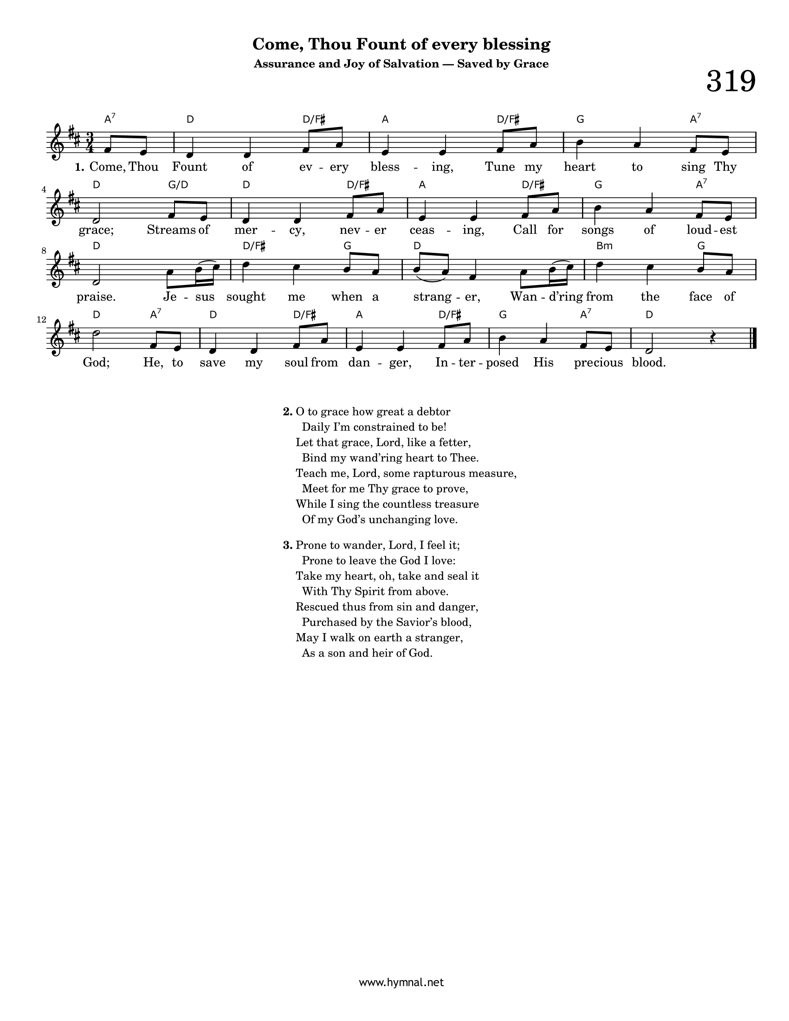 Come, Thou Fount of every blessing
Assurance and Joy of Salvation — Saved by Grace
319
A7 D D/F♯ A D/F♯ G A7
3
4
1. Come, Thou Fount of ev - ery bless - ing, Tune my heart to sing Thy
4
D G/D D D/F♯ A D/F♯ G A7
grace; Streams of mer - cy, nev - er ceas - ing, Call for songs of loud - est
8
D D/F♯ G D Bm G
praise. Je - sus sought me when a strang - er, Wan - d'ring from the face of
12
D A7 D D/F♯ A D/F♯ G A7 D
God; He, to save my soul from dan - ger, In - ter - posed His precious blood.
2. O to grace how great a debtor
Daily I’m constrained to be!
Let that grace, Lord, like a fetter,
Bind my wand’ring heart to Thee.
Teach me, Lord, some rapturous measure,
Meet for me Thy grace to prove,
While I sing the countless treasure
Of my God’s unchanging love.
3. Prone to wander, Lord, I feel it;
Prone to leave the God I love:
Take my heart, oh, take and seal it
With Thy Spirit from above.
Rescued thus from sin and danger,
Purchased by the Savior’s blood,
May I walk on earth a stranger,
As a son and heir of God.
www.hymnal.net